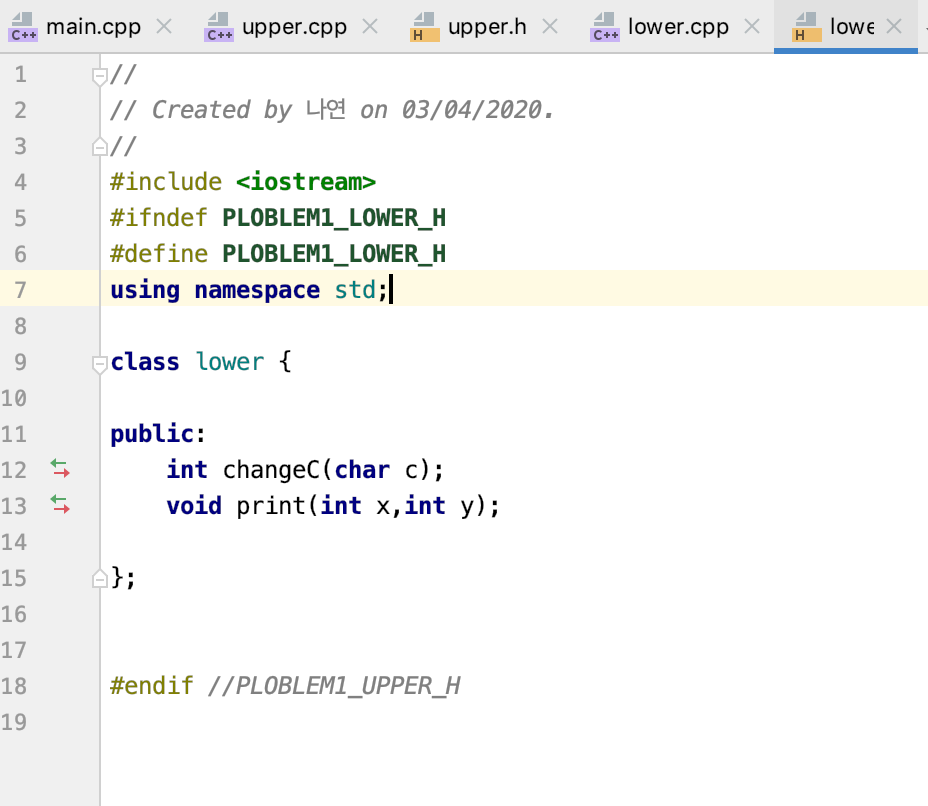 main.cpp upper.cpp upper.h lower.cpp lowe
1 //
2 // Created by 나연 on 03/04/2020.
3 //
4 #include <iostream>
5 #ifndef PLOBLEM1_LOWER_H
6 #define PLOBLEM1_LOWER_H
7 using namespace std;
8
9 class lower {
10
11 public:
12     int changeC(char c);
13     void print(int x,int y);
14
15 };
16
17
18 #endif //PLOBLEM1_UPPER_H
19